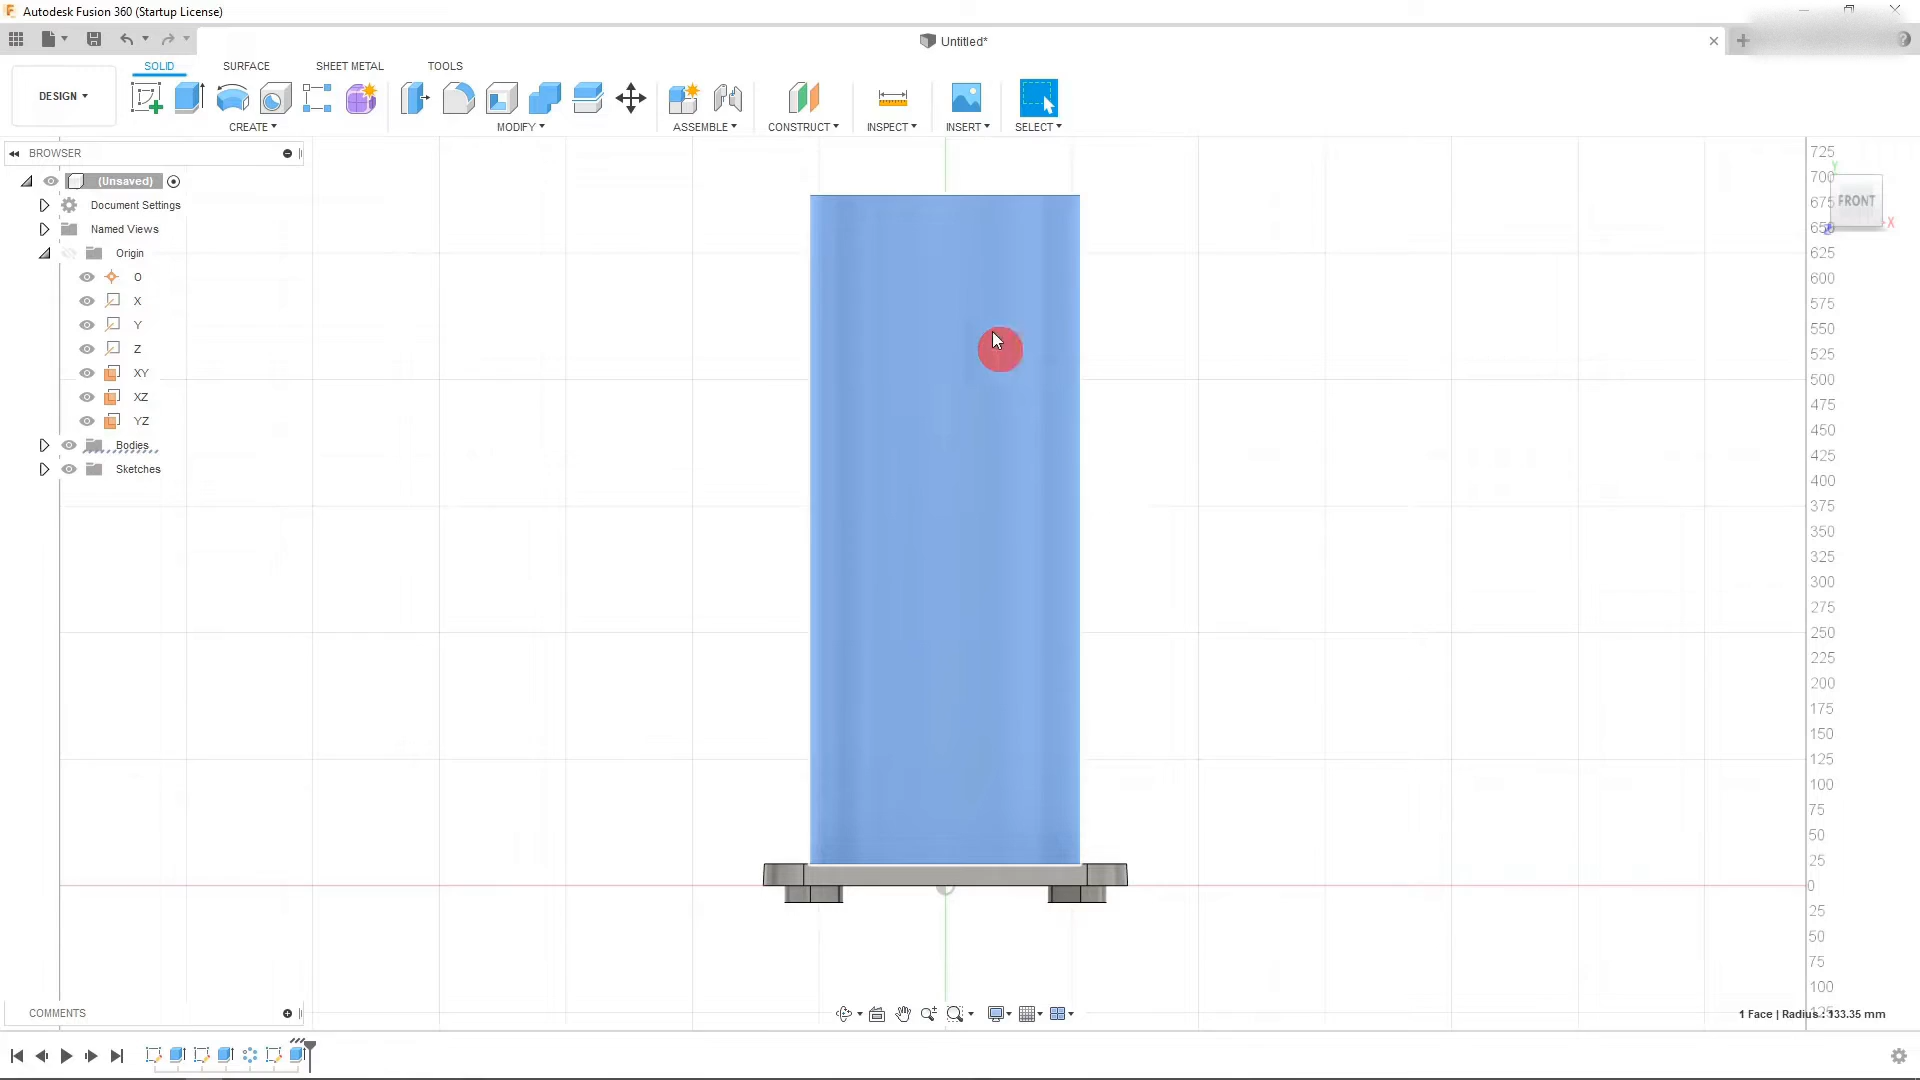 Autodesk Fusion 360 (Startup License)
Untitled*
SOLID
SURFACE
SHEET METAL
TOOLS
DESIGN
CREATE
MODIFY
ASSEMBLE
CONSTRUCT
INSPECT
INSERT
SELECT
BROWSER
(Unsaved)
Document Settings
Named Views
Origin
O
X
Y
Z
XY
XZ
YZ
Bodies
Sketches
725
700
675
650
625
600
575
550
525
500
475
450
425
400
375
350
325
300
275
250
225
200
175
150
125
100
75
50
25
0
25
50
75
100
Y
FRONT
X
COMMENTS
1 Face | Radius : 133.35 mm